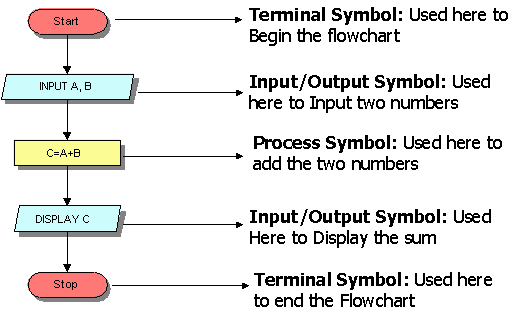 Start
Terminal Symbol: Used here to
Begin the flowchart
INPUT A, B
Input/Output Symbol: Used
here to Input two numbers
C=A+B
Process Symbol: Used here to
add the two numbers
DISPLAY C
Input/Output Symbol: Used
Here to Display the sum
Stop
Terminal Symbol: Used here
to end the Flowchart